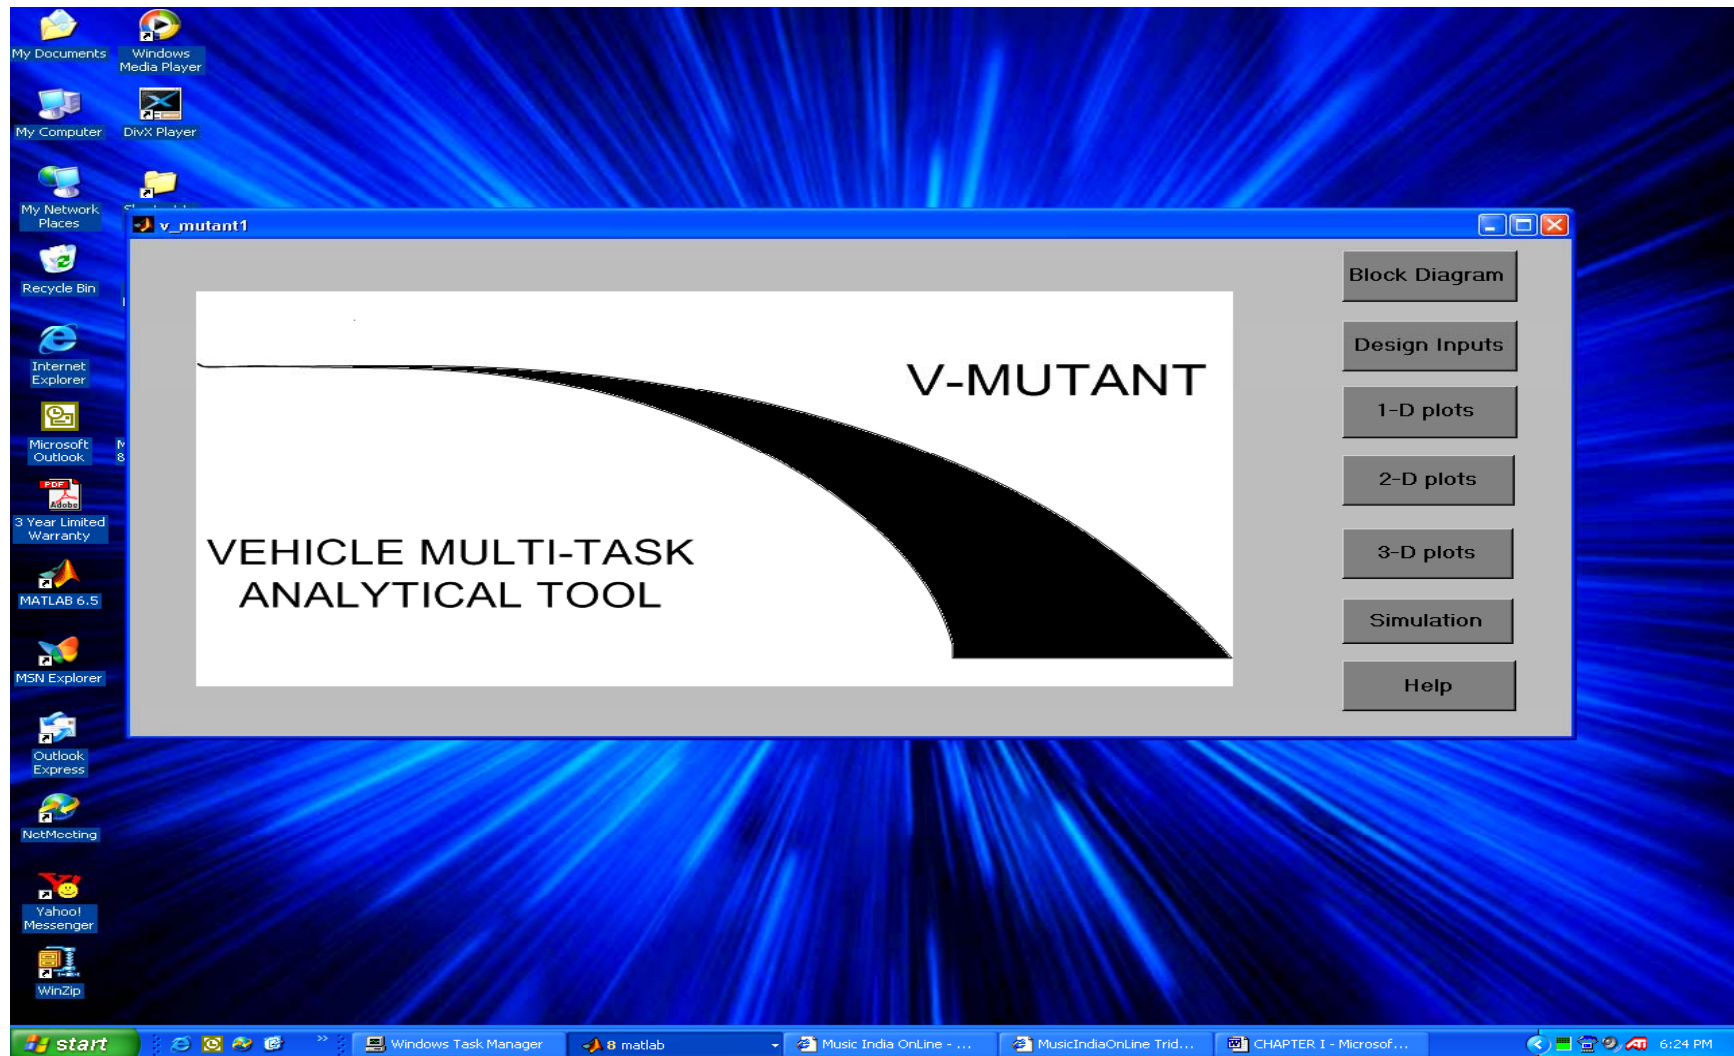 My Documents
Windows
Media Player
My Computer
DivX Player
My Network
Places
v_mutant1
Recycle Bin
Block Diagram
Design Inputs
V-MUTANT
Internet
Explorer
1-D plots
Microsoft
Outlook
2-D plots
PDF
Adobe
3 Year Limited
Warranty
VEHICLE MULTI-TASK
ANALYTICAL TOOL
3-D plots
MATLAB 6.5
Simulation
MSN Explorer
Help
Outlook
Express
NetMeeting
Yahoo!
Messenger
WinZip
start
Windows Task Manager
8 matlab
Music India OnLine - ...
MusicIndiaOnLine Trid...
CHAPTER I - Microsof...
6:24 PM